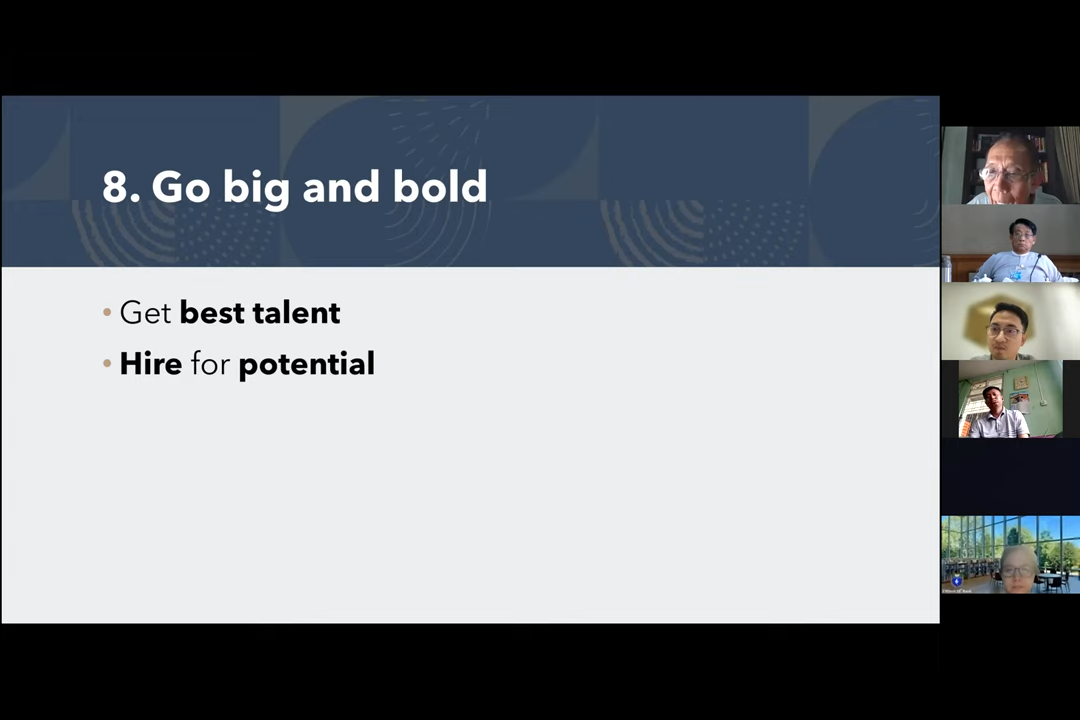 8. Go big and bold
• Get best talent
• Hire for potential